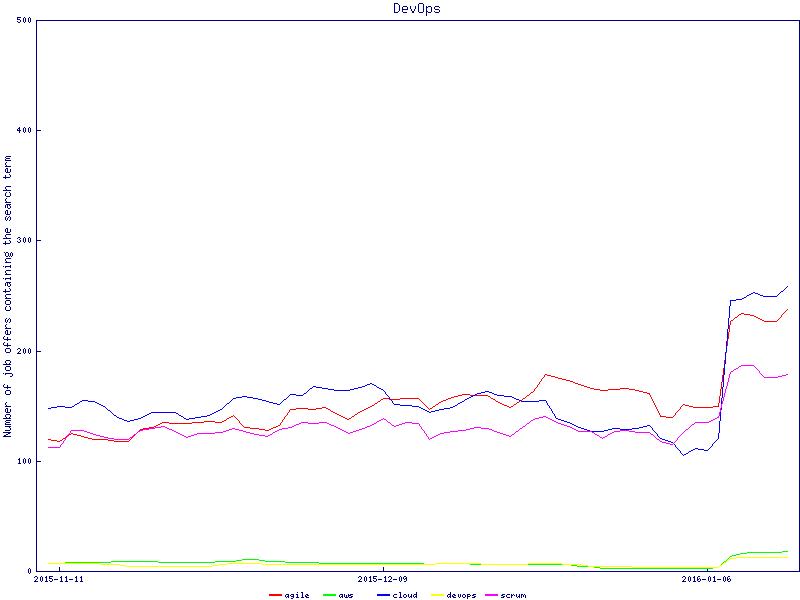 DevOps
500
400
300
200
100
0
Number of job offers containing the search term
2015-11-11 2015-12-09 2016-01-06
agile aws cloud devops scrum